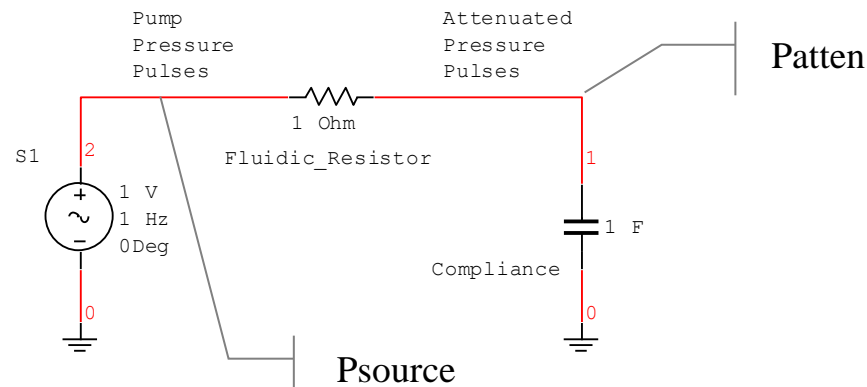 Pump
Pressure
Pulses
Attenuated
Pressure
Pulses
Patten
1 Ohm
Fluidic_Resistor
S1
2
1
1 V
1 Hz
0Deg
1 F
Compliance
0
0
Psource